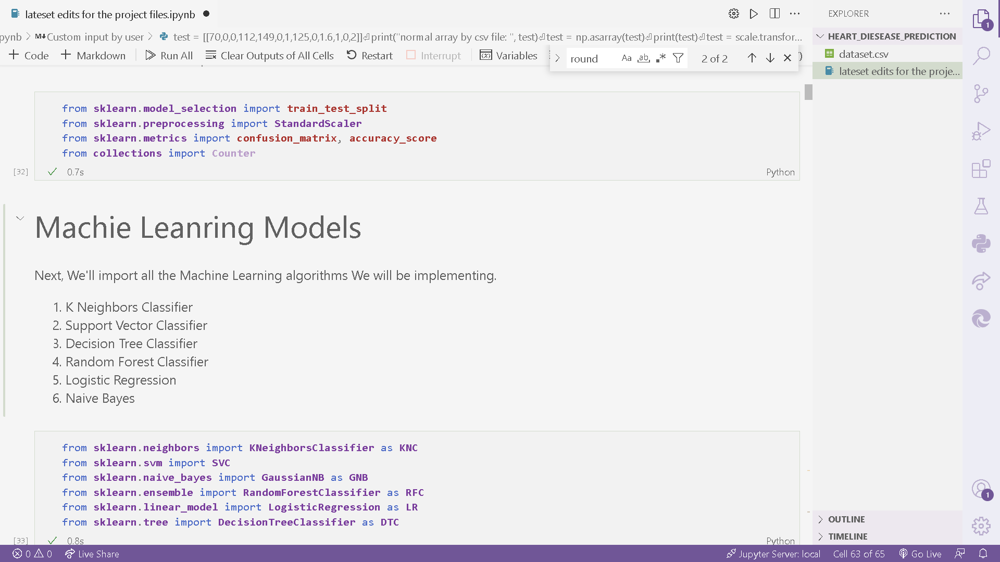 lateset edits for the project files.ipynb
EXPLORER
1
pynb > M↓ Custom input by user > test = [[70,0,0,112,149,0,1,125,0,1.6,1,0,2]]⏎print("normal array by csv file: ", test)⏎test = np.asarray(test)⏎print(test)⏎test = scale.transfor...
HEART_DIESEASE_PREDICTION
Code
Markdown
Run All
Clear Outputs of All Cells
Restart
Interrupt
Variables
round
Aa
ab
.*
2 of 2
dataset.csv
lateset edits for the proje...
from sklearn.model_selection import train_test_split
from sklearn.preprocessing import StandardScaler
from sklearn.metrics import confusion_matrix, accuracy_score
from collections import Counter
[32]
0.7s
Python
Machie Leanring Models
Next, We'll import all the Machine Learning algorithms We will be implementing.
1. K Neighbors Classifier
2. Support Vector Classifier
3. Decision Tree Classifier
4. Random Forest Classifier
5. Logistic Regression
6. Naive Bayes
from sklearn.neighbors import KNeighborsClassifier as KNC
from sklearn.svm import SVC
from sklearn.naive_bayes import GaussianNB as GNB
from sklearn.ensemble import RandomForestClassifier as RFC
from sklearn.linear_model import LogisticRegression as LR
from sklearn.tree import DecisionTreeClassifier as DTC
[33]
0.8s
Python
1
OUTLINE
TIMELINE
0
0
Live Share
Jupyter Server: local
Cell 63 of 65
Go Live